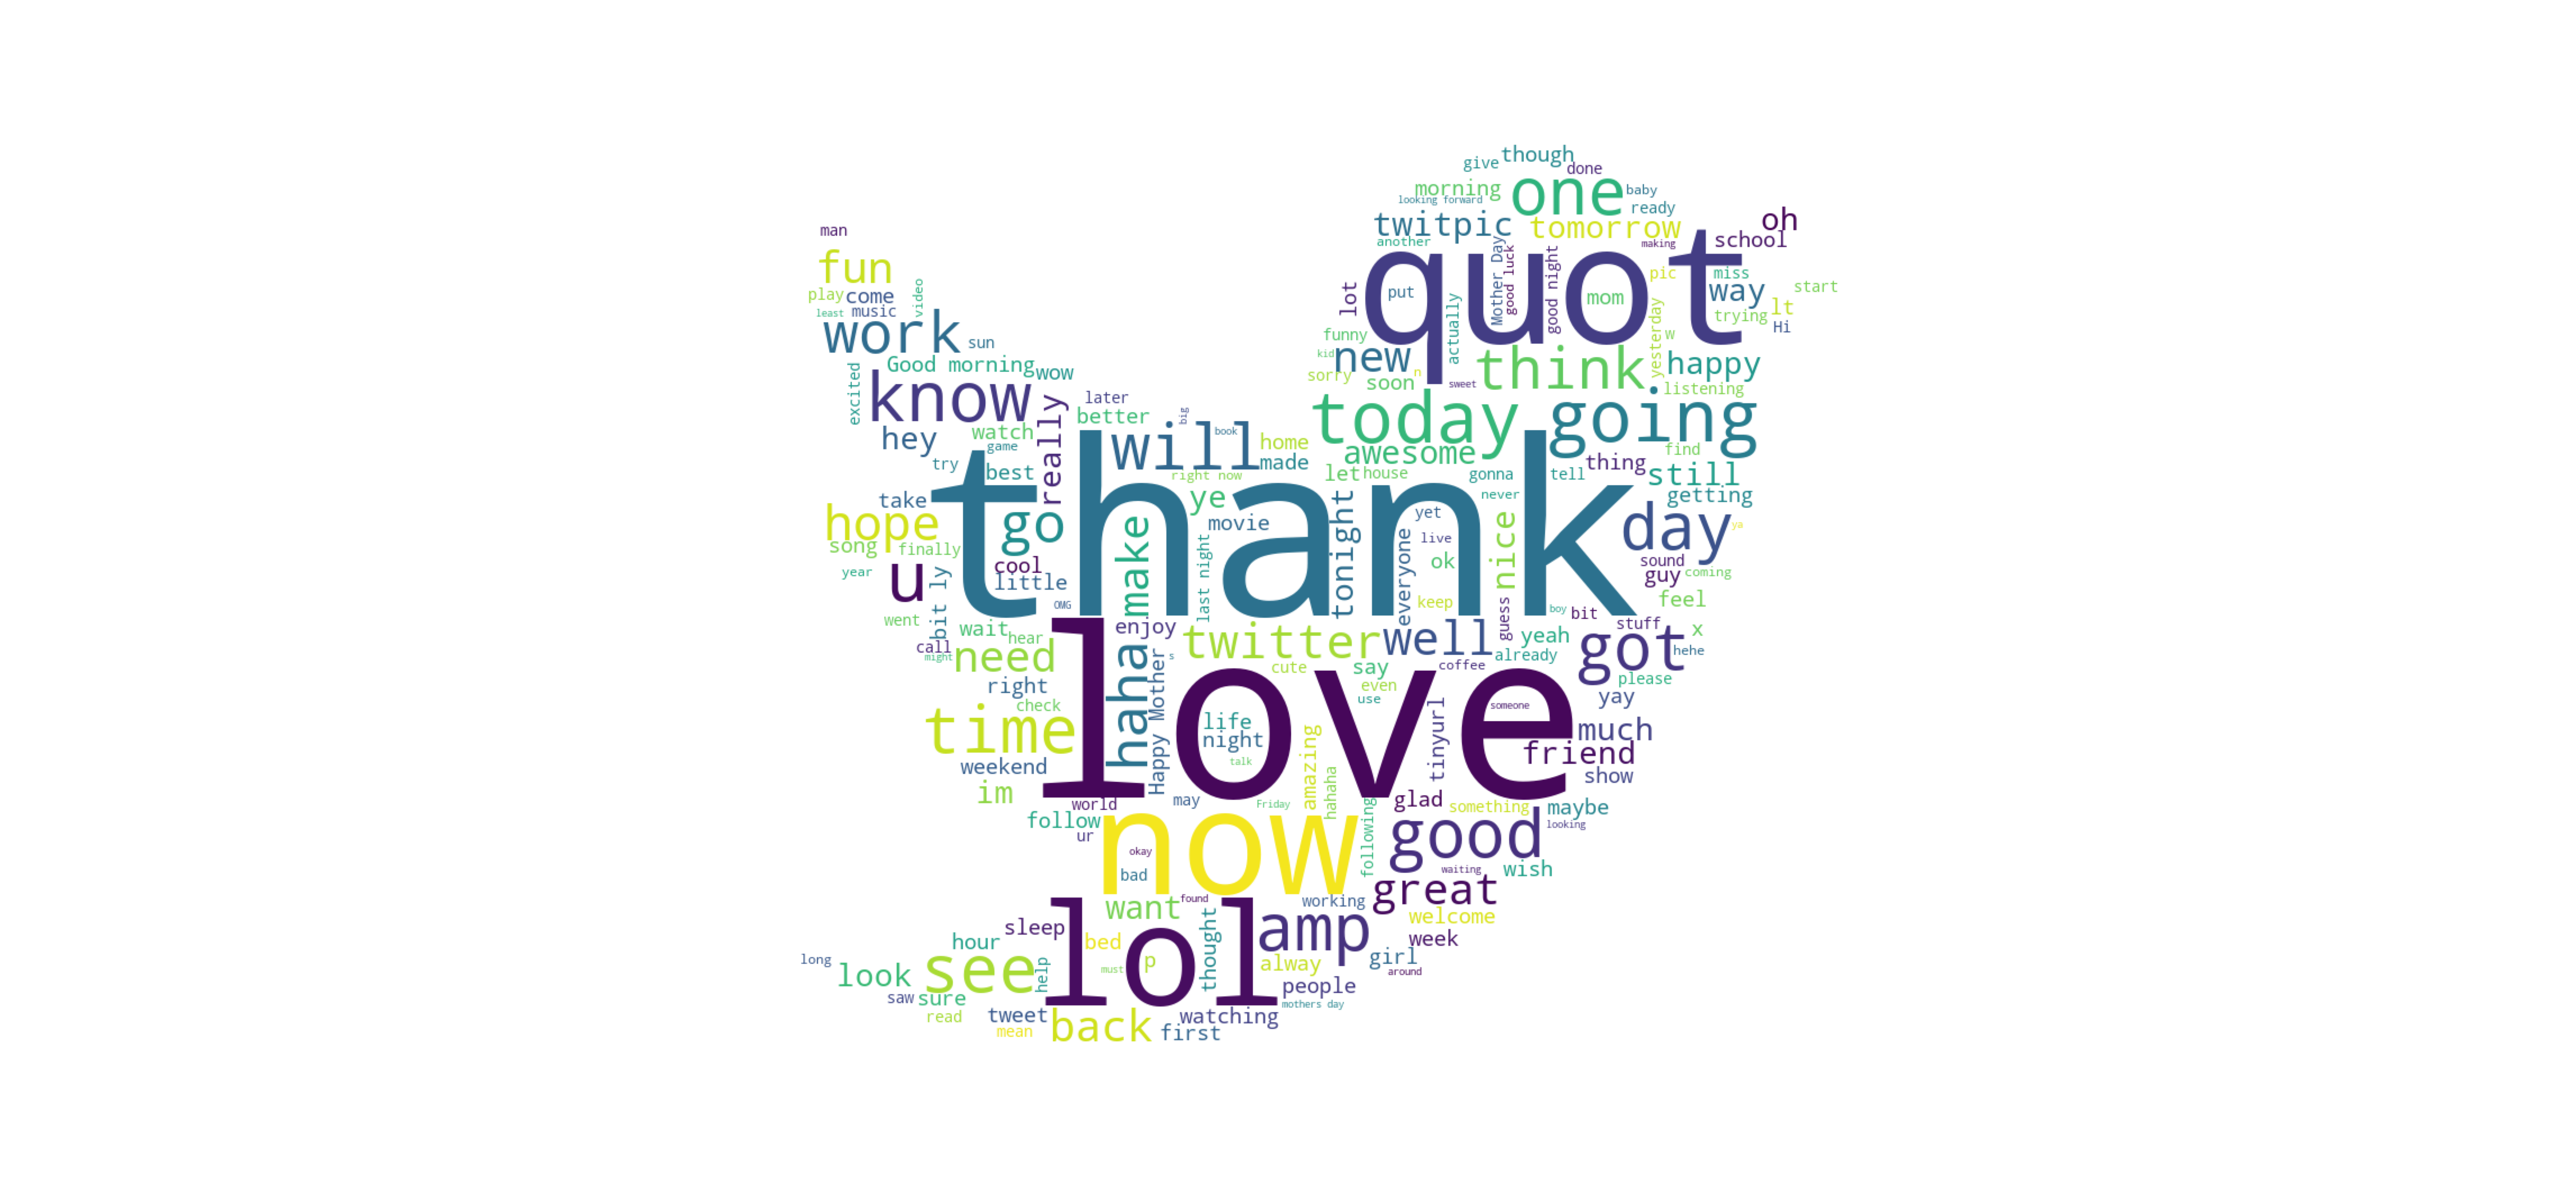 though
give
done
morning
one
baby
looking forward
ready
twitpic
tomorrow
oh
man
another
making
school
fun
quot
Mother Day
good luck
good night
pic
miss
play
come
video
lot
put
mom
way
start
least
music
actually
yesterday
lt
trying
work
sun
funny
w
Hi
new
kid
think
happy
Good morning
wow
sorry
soon
n
sweet
listening
excited
know
really
later
better
big
today
going
hey
watch
will
book
home
awesome
find
game
try
best
made
right now
let
house
gonna
tell
thing
still
take
thank
ye
never
getting
hope
go
make
movie
tonight
yet
nice
day
ya
song
finally
last night
everyone
live
year
u
cool
little
ok
sound
guy
coming
bit ly
OMG
keep
guess
boy
bit
feel
went
wait
hear
enjoy
twitter
well
yeah
stuff
x
call
might
need
haha
Happy Mother
s
cute
say
coffee
already
got
hehe
right
love
even
use
someone
please
yay
check
time
life
night
talk
amazing
tinyurl
much
friend
weekend
hahaha
show
im
world
may
Friday
following
glad
something
maybe
follow
ur
now
good
looking
okay
bad
waiting
wish
want
found
working
great
sleep
lol
thought
amp
welcome
hour
bed
week
long
look
see
help
must
p
alway
girl
around
saw
sure
people
mothers day
read
tweet
watching
mean
back
first